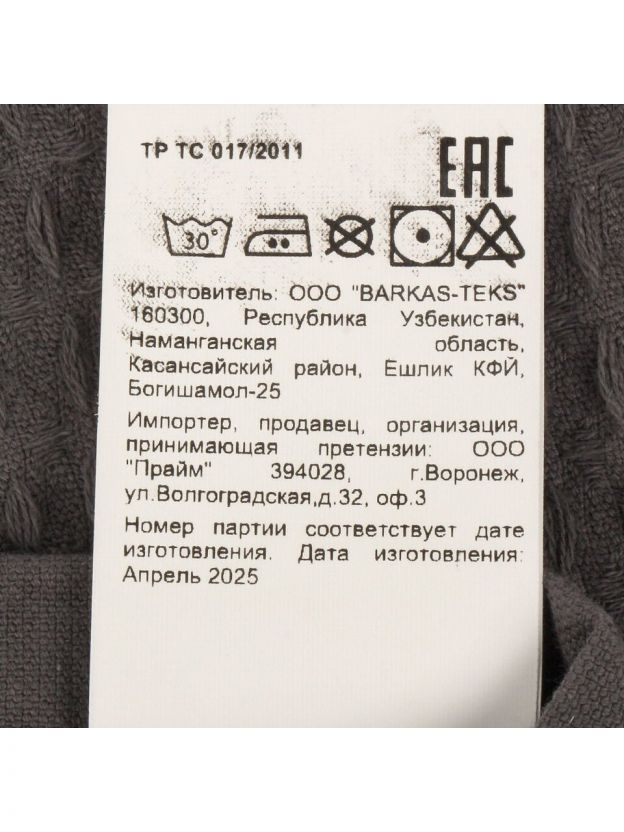 ТР ТС 017/2011
EAC
30°
Изготовитель: ООО "BARKAS-TEKS"
160300, Республика Узбекистан,
Наманганская область,
Касансайский район, Ешлик КФЙ,
Богишамол-25
Импортер, продавец, организация,
принимающая претензии: ООО
"Прайм" 394028, г.Воронеж,
ул.Волгоградская,д.32, оф.3
Номер партии соответствует дате
изготовления. Дата изготовления:
Апрель 2025